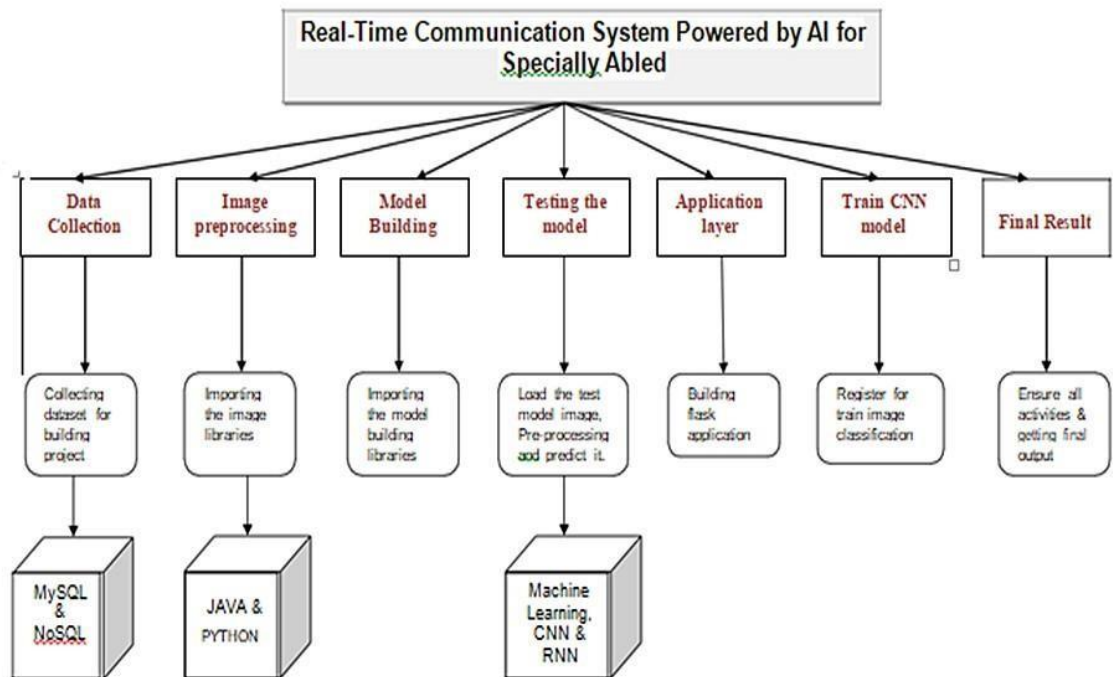 Real-Time Communication System Powered by AI for
Specially Abled
Data
Collection
Image
preprocessing
Model
Building
Testing the
model
Application
layer
Train CNN
model
Final Result
Collecting
dataset for
building
project
Importing
the image
libraries
Importing
the model
building
libraries
Load the test
model image,
Pre-processing
and predict it.
Building
flask
application
Register for
train image
classification
Ensure all
activities &
getting final
output
MySQL
&
NoSQL
JAVA &
PYTHON
Machine
Learning,
CNN &
RNN